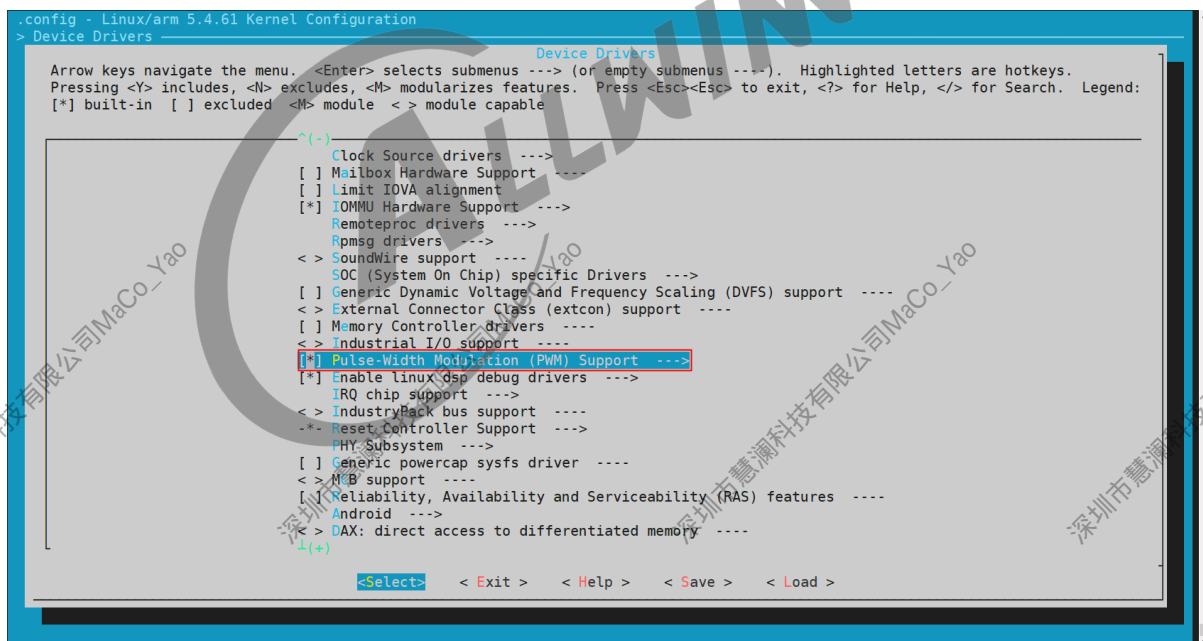 .config - Linux/arm 5.4.61 Kernel Configuration
> Device Drivers
Device Drivers
Arrow keys navigate the menu. <Enter> selects submenus ---> (or empty submenus ----). Highlighted letters are hotkeys.
Pressing <Y> includes, <N> excludes, <M> modularizes features. Press <Esc><Esc> to exit, <?> for Help, </> for Search. Legend:
[*] built-in [ ] excluded <M> module < > module capable
^(-)
Clock Source drivers --->
[ ] Mailbox Hardware Support ----
[ ] Limit IOVA alignment
[*] IOMMU Hardware Support --->
Remoteproc drivers --->
Rpmsg drivers --->
< > SoundWire support ----
SOC (System On Chip) specific Drivers --->
[ ] Generic Dynamic Voltage and Frequency Scaling (DVFS) support ----
< > External Connector Class (extcon) support ----
[ ] Memory Controller drivers ----
< > Industrial I/O support ----
[*] Pulse-Width Modulation (PWM) Support --->
[*] Enable linux dsp debug drivers --->
IRQ chip support --->
< > IndustryPack bus support ----
-*- Reset Controller Support --->
PHY Subsystem --->
[ ] Generic powercap sysfs driver ----
< > MCB support ----
[ ] Reliability, Availability and Serviceability (RAS) features ----
Android --->
< > DAX: direct access to differentiated memory ----
┴(+)
<Select> < Exit > < Help > < Save > < Load >
ALLWIN
深圳市慧澜科技有限公司MaCo_Yao
深圳市慧澜科技有限公司MaCo_Yao